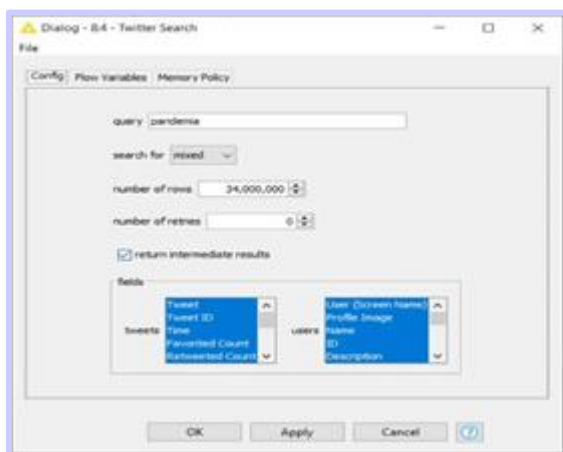 Dialog - 8:4 - Twitter Search
File
Config Flow Variables Memory Policy
query pandemia
search for mixed
number of rows 34,000,000
number of retries 0
return intermediate results
fields
tweets
Tweet
Tweet ID
Time
Favorited Count
Retweeted Count
users
User (Screen Name)
Profile Image
Name
ID
Description
OK Apply Cancel ?